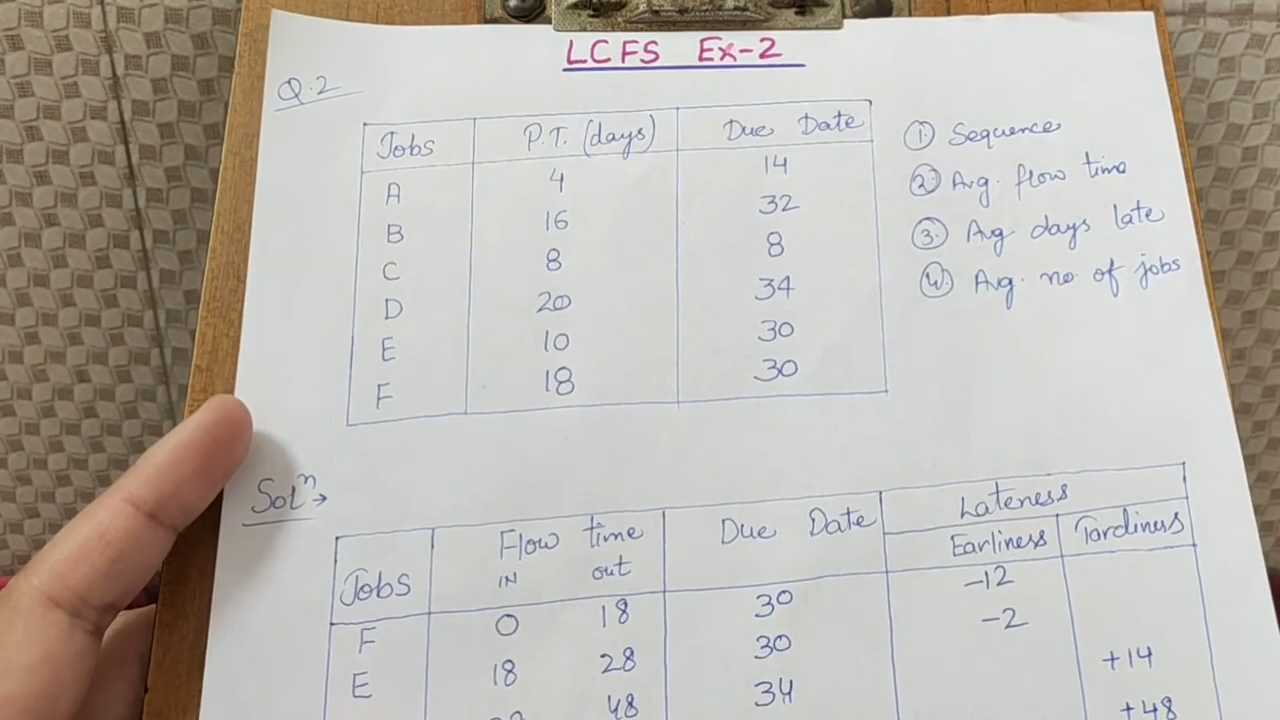 LCFS Ex-2
Q.2
Jobs P.T. (days) Due Date
A 4 14
B 16 32
C 8 8
D 20 34
E 10 30
F 18 30
① Sequence
② Avg. flow time
③ Avg days late
④ Avg. no. of jobs
Solⁿ→
Jobs Flow time Due Date Lateness
IN out Earliness Tardiness
F 0 18 30 -12
E 18 28 30 -2
48 34 +14
+48